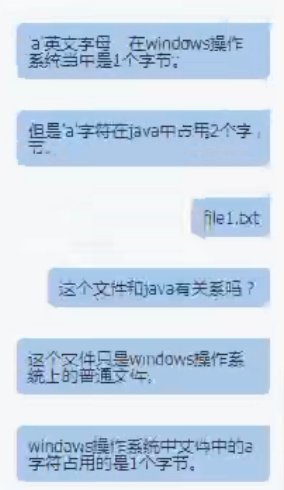 'a'英文字母 在windows操作
系统当中是1个字节。
但是'a'字符在java中占用2个字
节。
file1.txt
这个文件和java有关系吗?
这个文件只是windows操作系
统上的普通文件。
windows操作系统中文件中的a
字符占用的是1个字节。